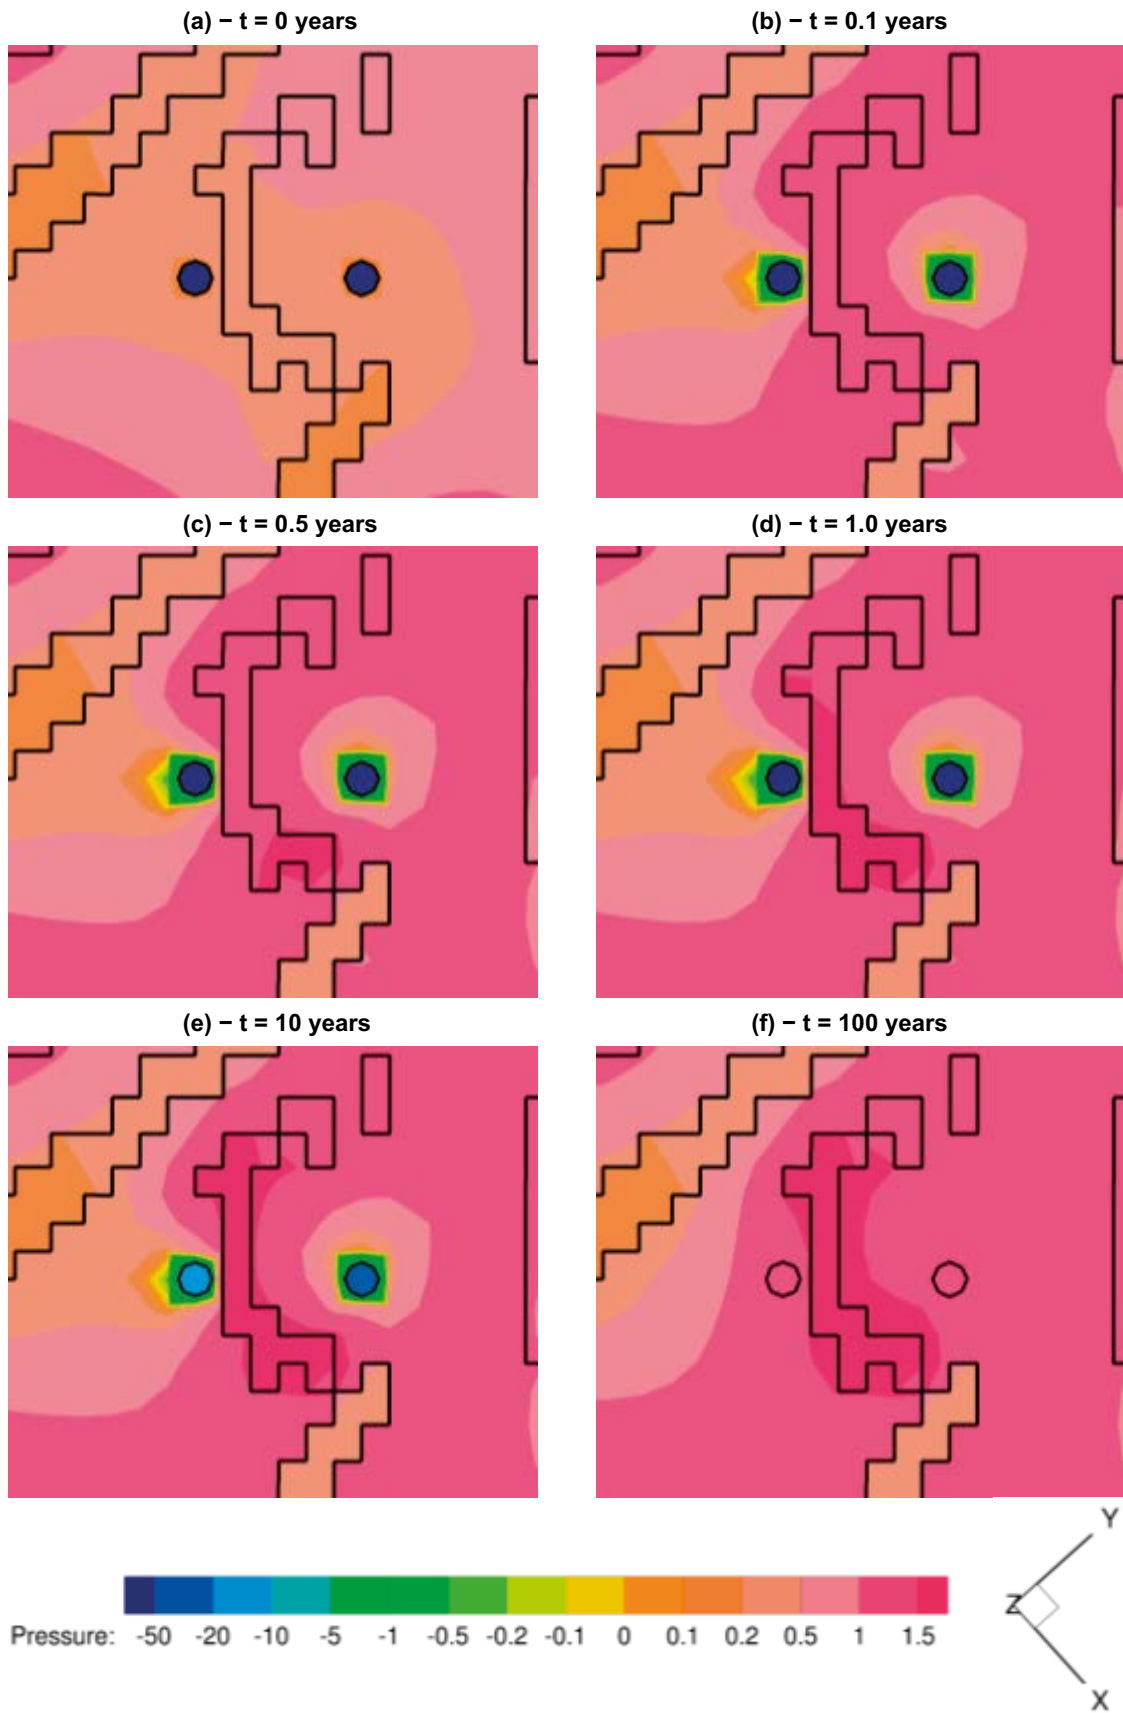 (a) − t = 0 years
(b) − t = 0.1 years
(c) − t = 0.5 years
(d) − t = 1.0 years
(e) − t = 10 years
(f) − t = 100 years
Y
Z
X
Pressure: -50 -20 -10 -5 -1 -0.5 -0.2 -0.1 0 0.1 0.2 0.5 1 1.5